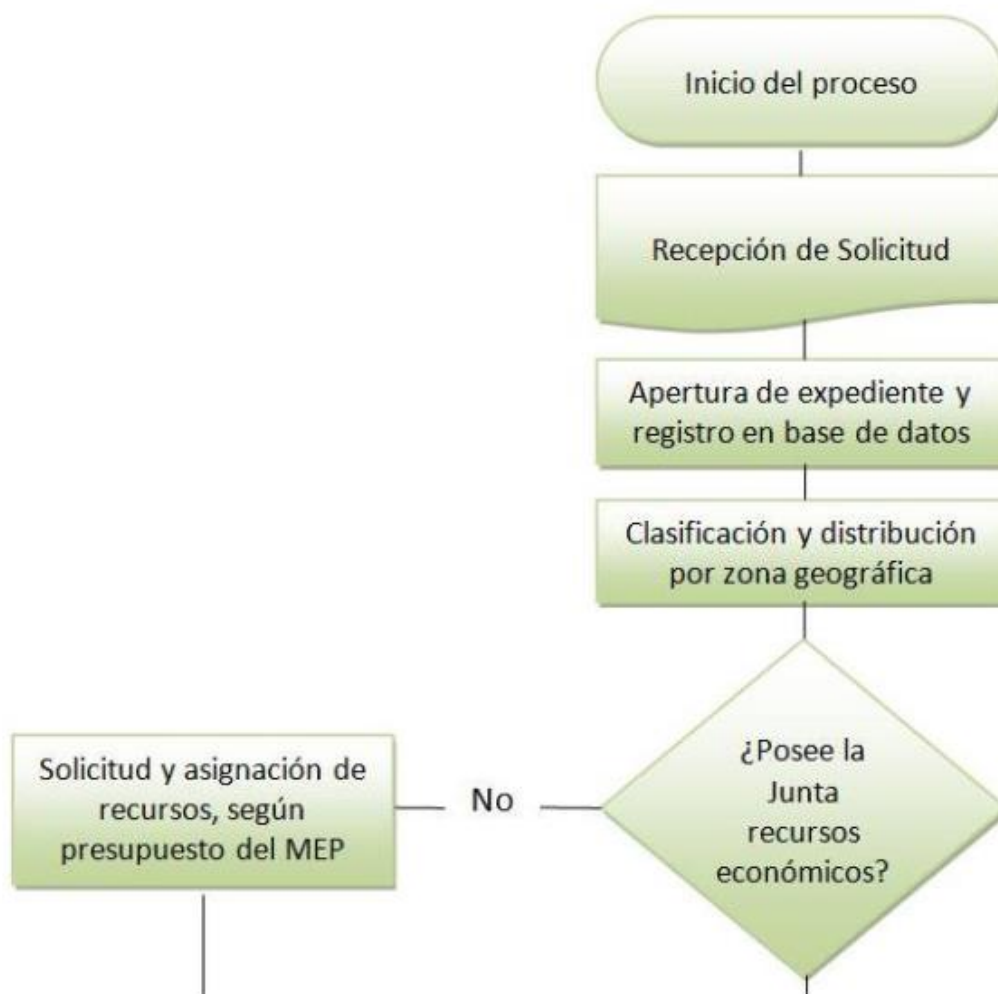 Inicio del proceso
Recepción de Solicitud
Apertura de expediente y
registro en base de datos
Clasificación y distribución
por zona geográfica
¿Posee la
Junta
recursos
económicos?
No
Solicitud y asignación de
recursos, según
presupuesto del MEP